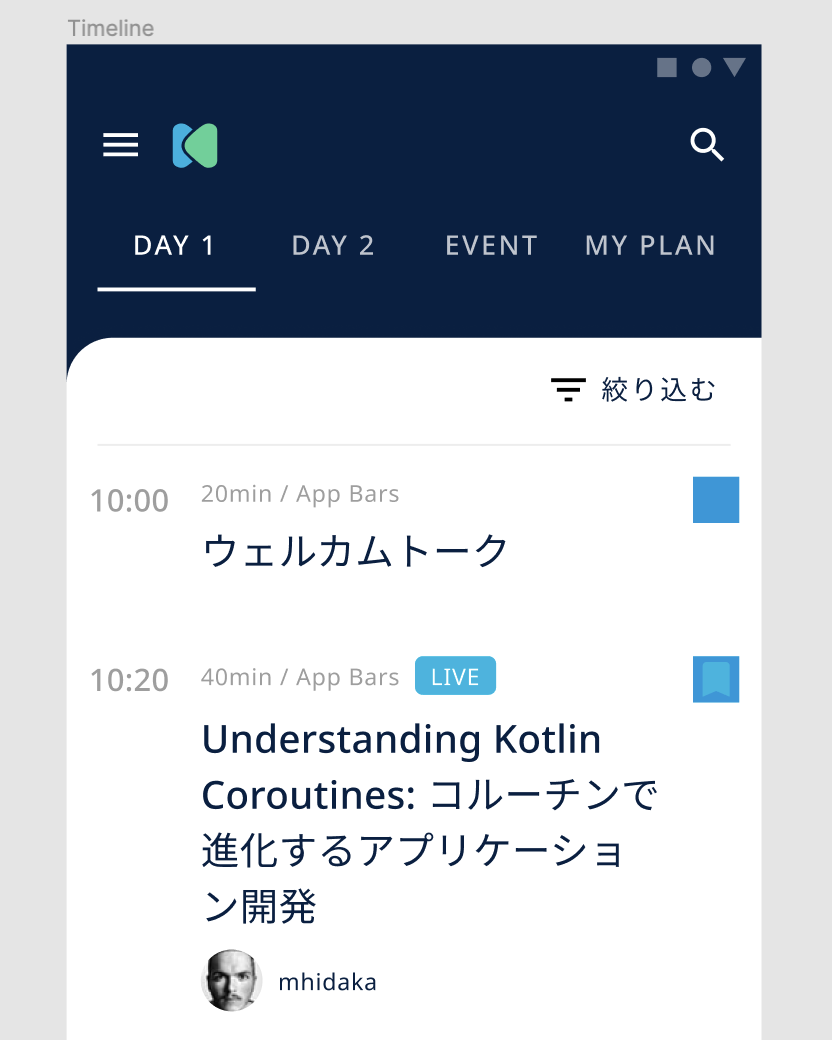 Timeline
DAY 1 DAY 2 EVENT MY PLAN
絞り込む
10:00 20min / App Bars
ウェルカムトーク
10:20 40min / App Bars LIVE
Understanding Kotlin
Coroutines: コルーチンで
進化するアプリケーショ
ン開発
mhidaka